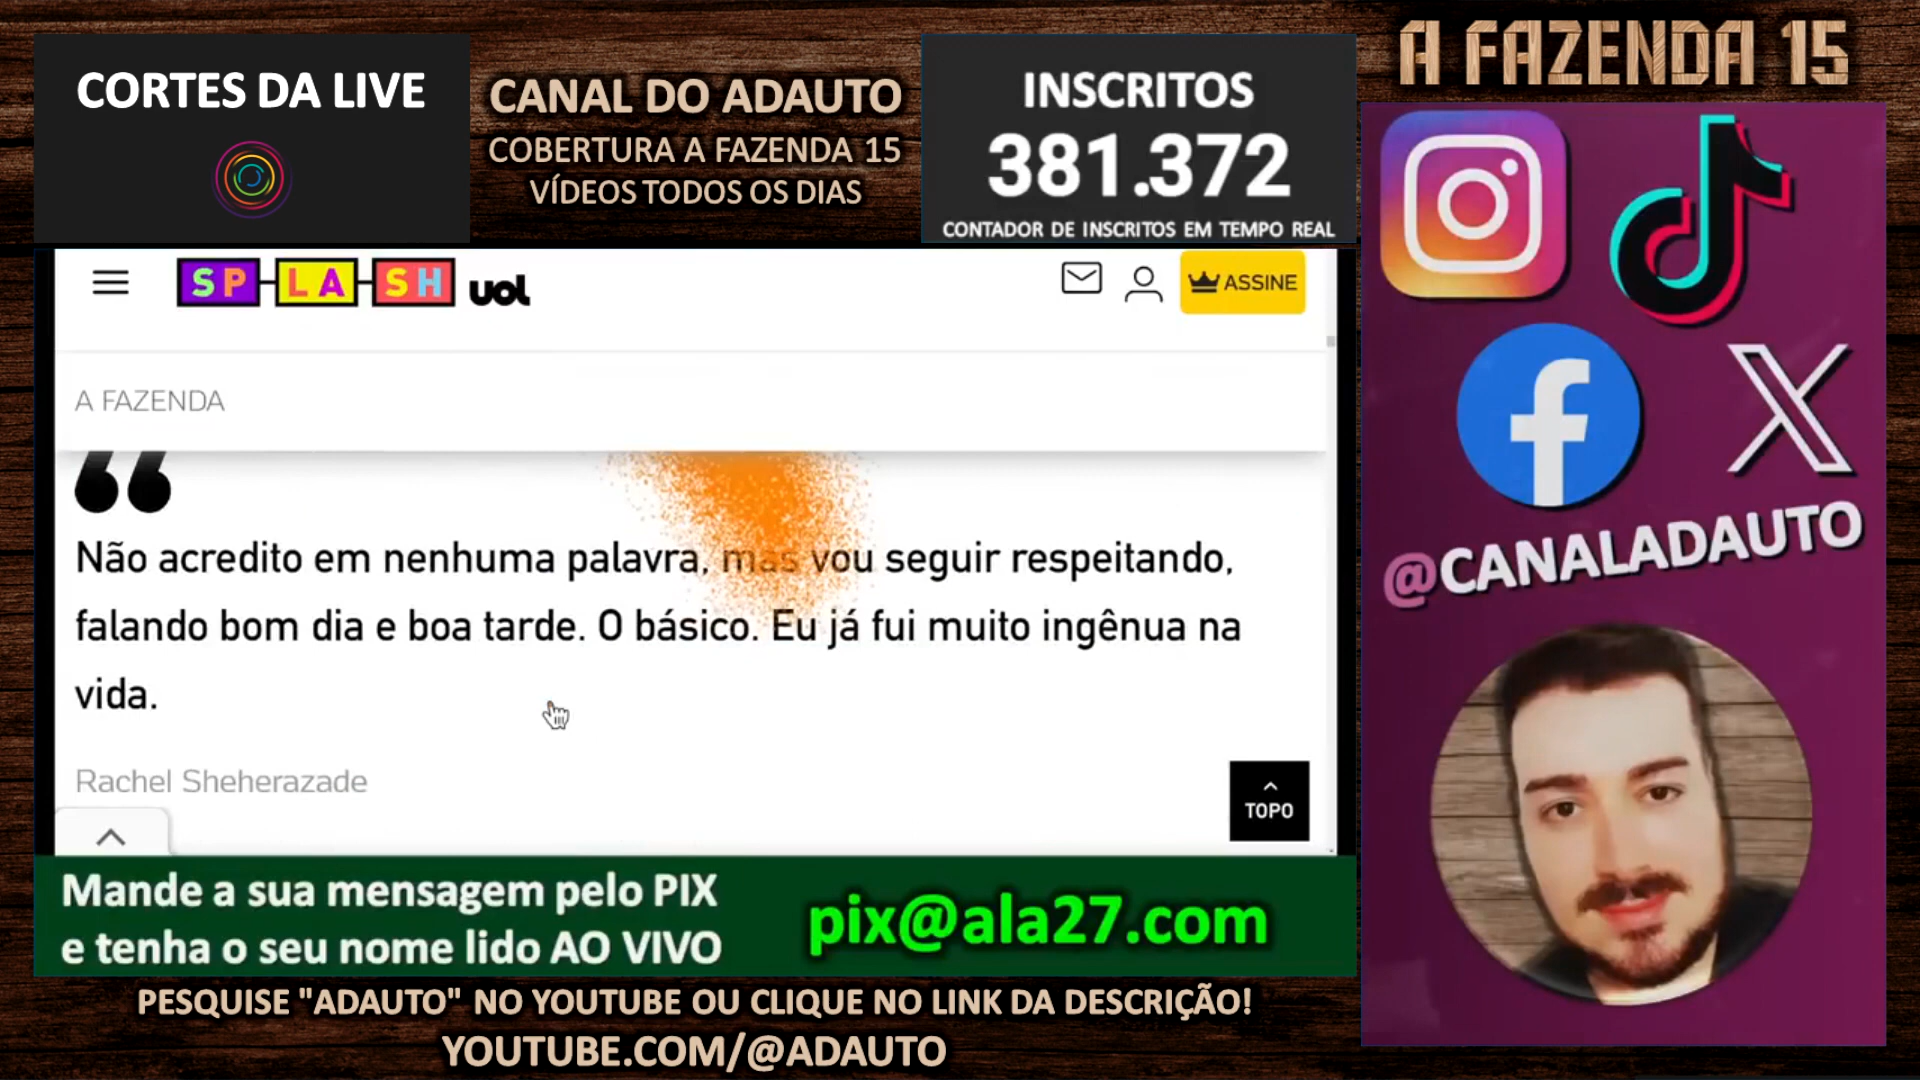 CORTES DA LIVE
CANAL DO ADAUTO
COBERTURA A FAZENDA 15
VÍDEOS TODOS OS DIAS
INSCRITOS
381.372
CONTADOR DE INSCRITOS EM TEMPO REAL
A FAZENDA 15
SPLASH uol
ASSINE
A FAZENDA
Não acredito em nenhuma palavra, mas vou seguir respeitando,
falando bom dia e boa tarde. O básico. Eu já fui muito ingênua na
vida.
Rachel Sheherazade
TOPO
@CANALADAUTO
Mande a sua mensagem pelo PIX
e tenha o seu nome lido AO VIVO
pix@ala27.com
PESQUISE "ADAUTO" NO YOUTUBE OU CLIQUE NO LINK DA DESCRIÇÃO!
YOUTUBE.COM/@ADAUTO